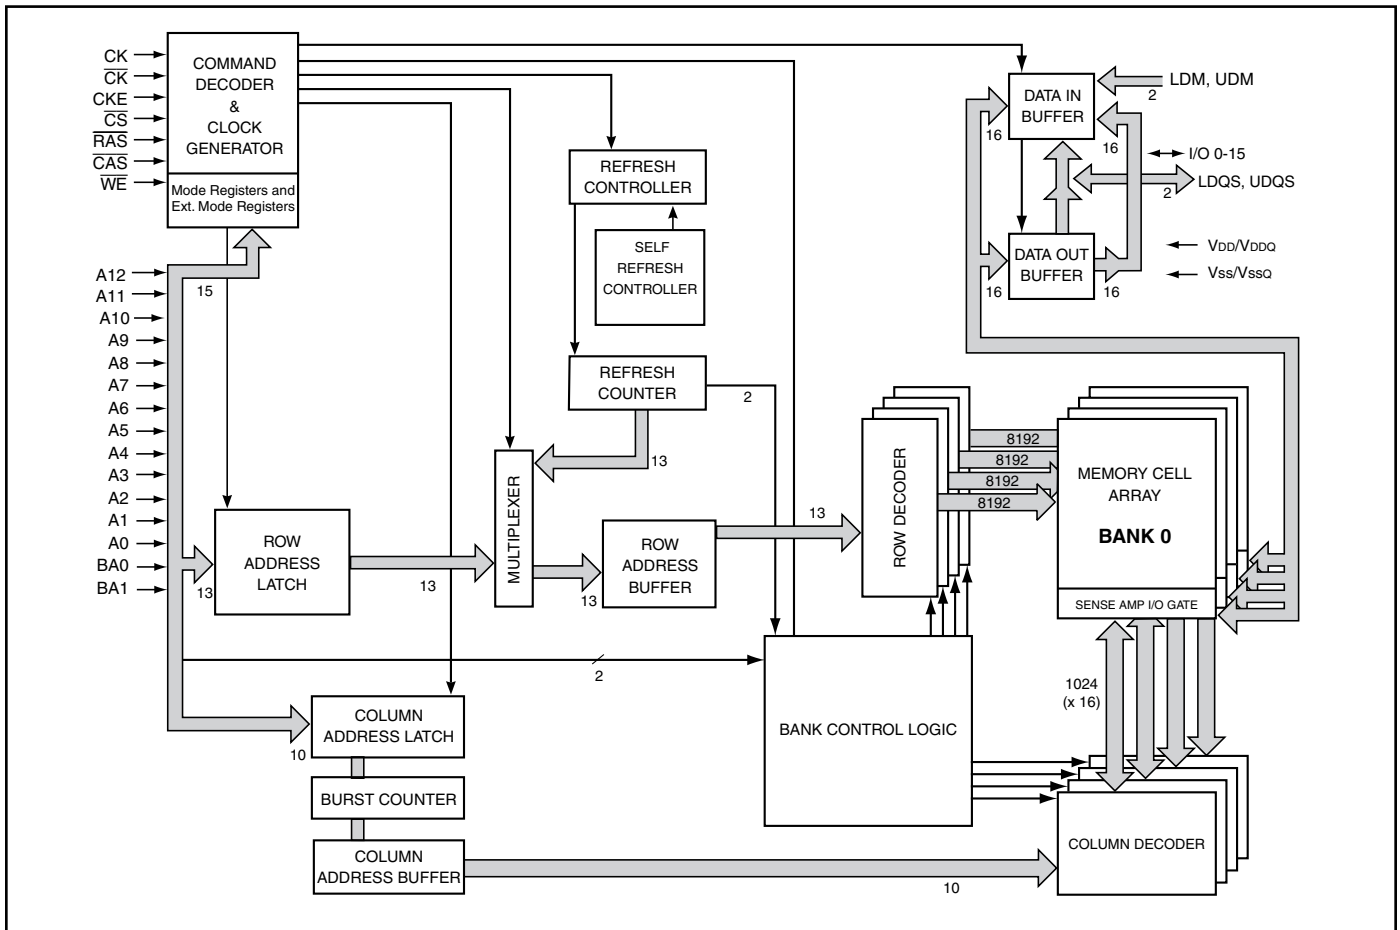 CK
C̅K̅
CKE
C̅S̅
R̅A̅S̅
C̅A̅S̅
W̅E̅
COMMAND
DECODER
&
CLOCK
GENERATOR
Mode Registers and
Ext. Mode Registers
A12
A11
A10
A9
A8
A7
A6
A5
A4
A3
A2
A1
A0
BA0
BA1
15
13
10
ROW
ADDRESS
LATCH
13
MULTIPLEXER
13
REFRESH
CONTROLLER
SELF
REFRESH
CONTROLLER
REFRESH
COUNTER
2
13
ROW
ADDRESS
BUFFER
13
2
COLUMN
ADDRESS LATCH
BURST COUNTER
COLUMN
ADDRESS BUFFER
10
BANK CONTROL LOGIC
ROW DECODER
8192
8192
8192
8192
MEMORY CELL
ARRAY
BANK 0
SENSE AMP I/O GATE
1024
(x 16)
COLUMN DECODER
DATA IN
BUFFER
LDM, UDM
2
16
16
I/O 0-15
LDQS, UDQS
2
DATA OUT
BUFFER
16
16
VDD/VDDQ
Vss/VssQ